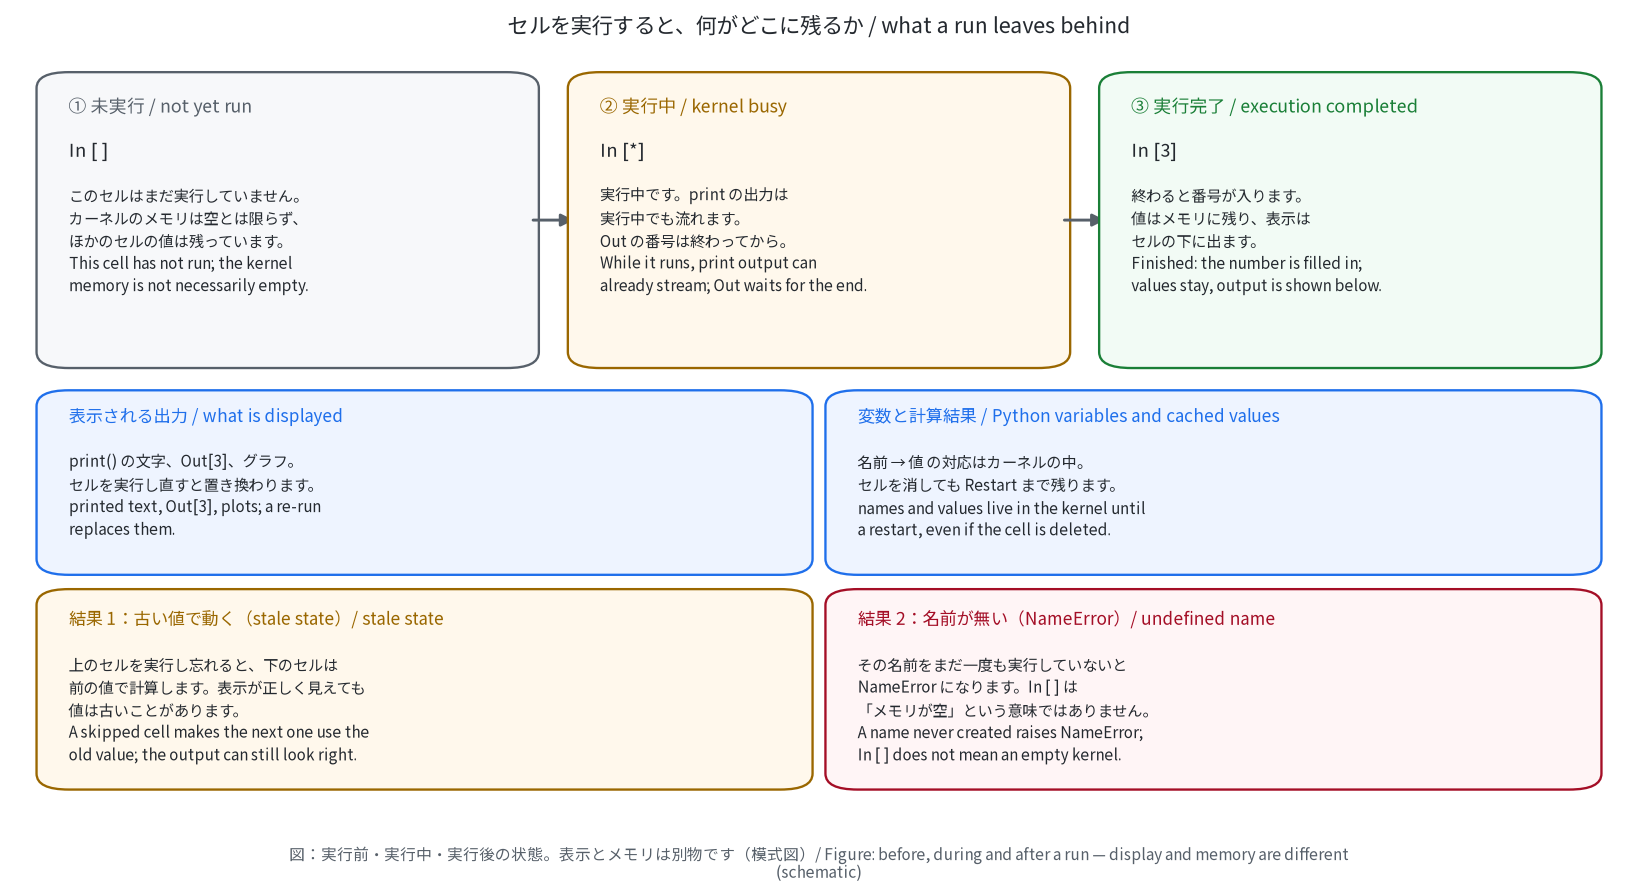 セルを実行すると、何がどこに残るか / what a run leaves behind
① 未実行 / not yet run
In [ ]
このセルはまだ実行していません。
カーネルのメモリは空とは限らず、
ほかのセルの値は残っています。
This cell has not run; the kernel
memory is not necessarily empty.
② 実行中 / kernel busy
In [*]
実行中です。print の出力は
実行中でも流れます。
Out の番号は終わってから。
While it runs, print output can
already stream; Out waits for the end.
③ 実行完了 / execution completed
In [3]
終わると番号が入ります。
値はメモリに残り、表示は
セルの下に出ます。
Finished: the number is filled in;
values stay, output is shown below.
表示される出力 / what is displayed
print() の文字、Out[3]、グラフ。
セルを実行し直すと置き換わります。
printed text, Out[3], plots; a re-run
replaces them.
変数と計算結果 / Python variables and cached values
名前 → 値 の対応はカーネルの中。
セルを消しても Restart まで残ります。
names and values live in the kernel until
a restart, even if the cell is deleted.
結果 1：古い値で動く（stale state）/ stale state
上のセルを実行し忘れると、下のセルは
前の値で計算します。表示が正しく見えても
値は古いことがあります。
A skipped cell makes the next one use the
old value; the output can still look right.
結果 2：名前が無い（NameError）/ undefined name
その名前をまだ一度も実行していないと
NameError になります。In [ ] は
「メモリが空」という意味ではありません。
A name never created raises NameError;
In [ ] does not mean an empty kernel.
図：実行前・実行中・実行後の状態。表示とメモリは別物です（模式図）/ Figure: before, during and after a run — display and memory are different
(schematic)